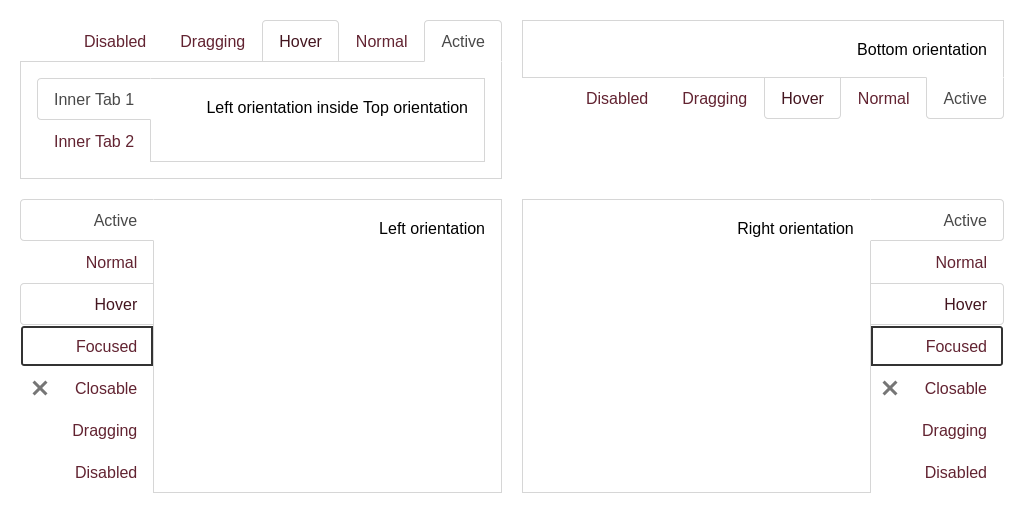 Disabled Dragging Hover Normal Active
Inner Tab 1
Left orientation inside Top orientation
Inner Tab 2
Bottom orientation
Disabled Dragging Hover Normal Active
Active
Left orientation
Normal
Hover
Focused
Closable
Dragging
Disabled
Right orientation
Active
Normal
Hover
Focused
Closable
Dragging
Disabled